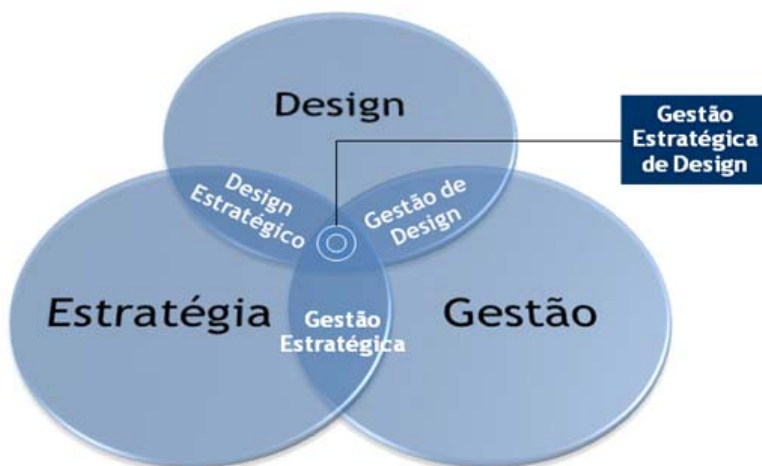 Design
Gestão
Estratégica
de Design
Design
Estratégico
Gestão de
Design
Estratégia
Gestão
Gestão
Estratégica